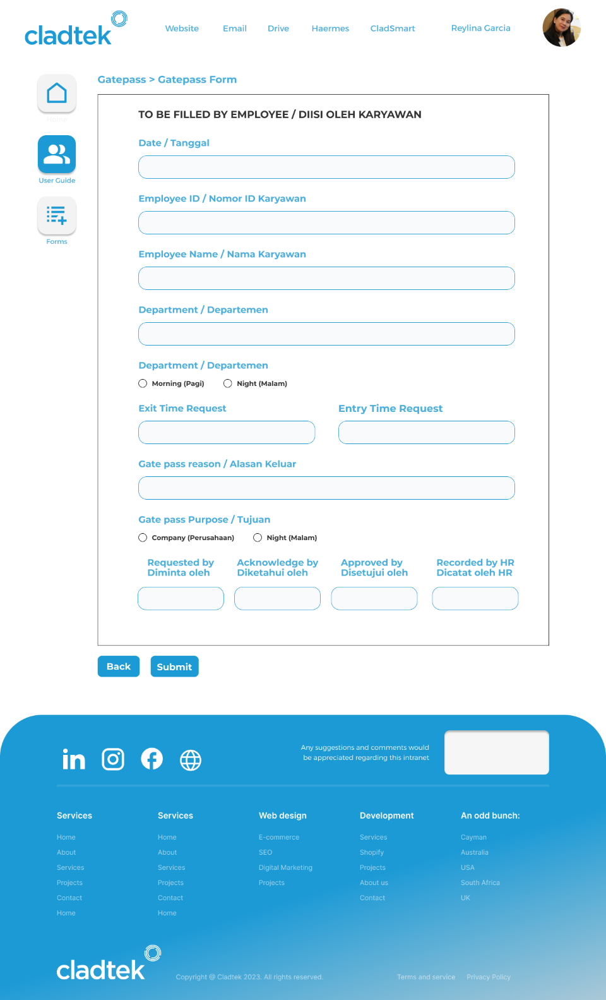 cladtek
Website Email Drive Haermes CladSmart Reylina Garcia
Gatepass > Gatepass Form
Home
User Guide
Forms
TO BE FILLED BY EMPLOYEE / DIISI OLEH KARYAWAN
Date / Tanggal
Employee ID / Nomor ID Karyawan
Employee Name / Nama Karyawan
Department / Departemen
Department / Departemen
Morning (Pagi) Night (Malam)
Exit Time Request Entry Time Request
Gate pass reason / Alasan Keluar
Gate pass Purpose / Tujuan
Company (Perusahaan) Night (Malam)
Requested by Acknowledge by Approved by Recorded by HR
Diminta oleh Diketahui oleh Disetujui oleh Dicatat oleh HR
Back Submit
in
Any suggestions and comments would
be appreciated regarding this intranet
Services Services Web design Development An odd bunch:
Home Home E-commerce Services Cayman
About About SEO Shopify Australia
Services Services Digital Marketing Projects USA
Projects Projects Projects About us South Africa
Contact Contact Contact UK
Home Home
cladtek
Copyright @ Cladtek 2023. All rights reserved. Terms and service Privacy Policy